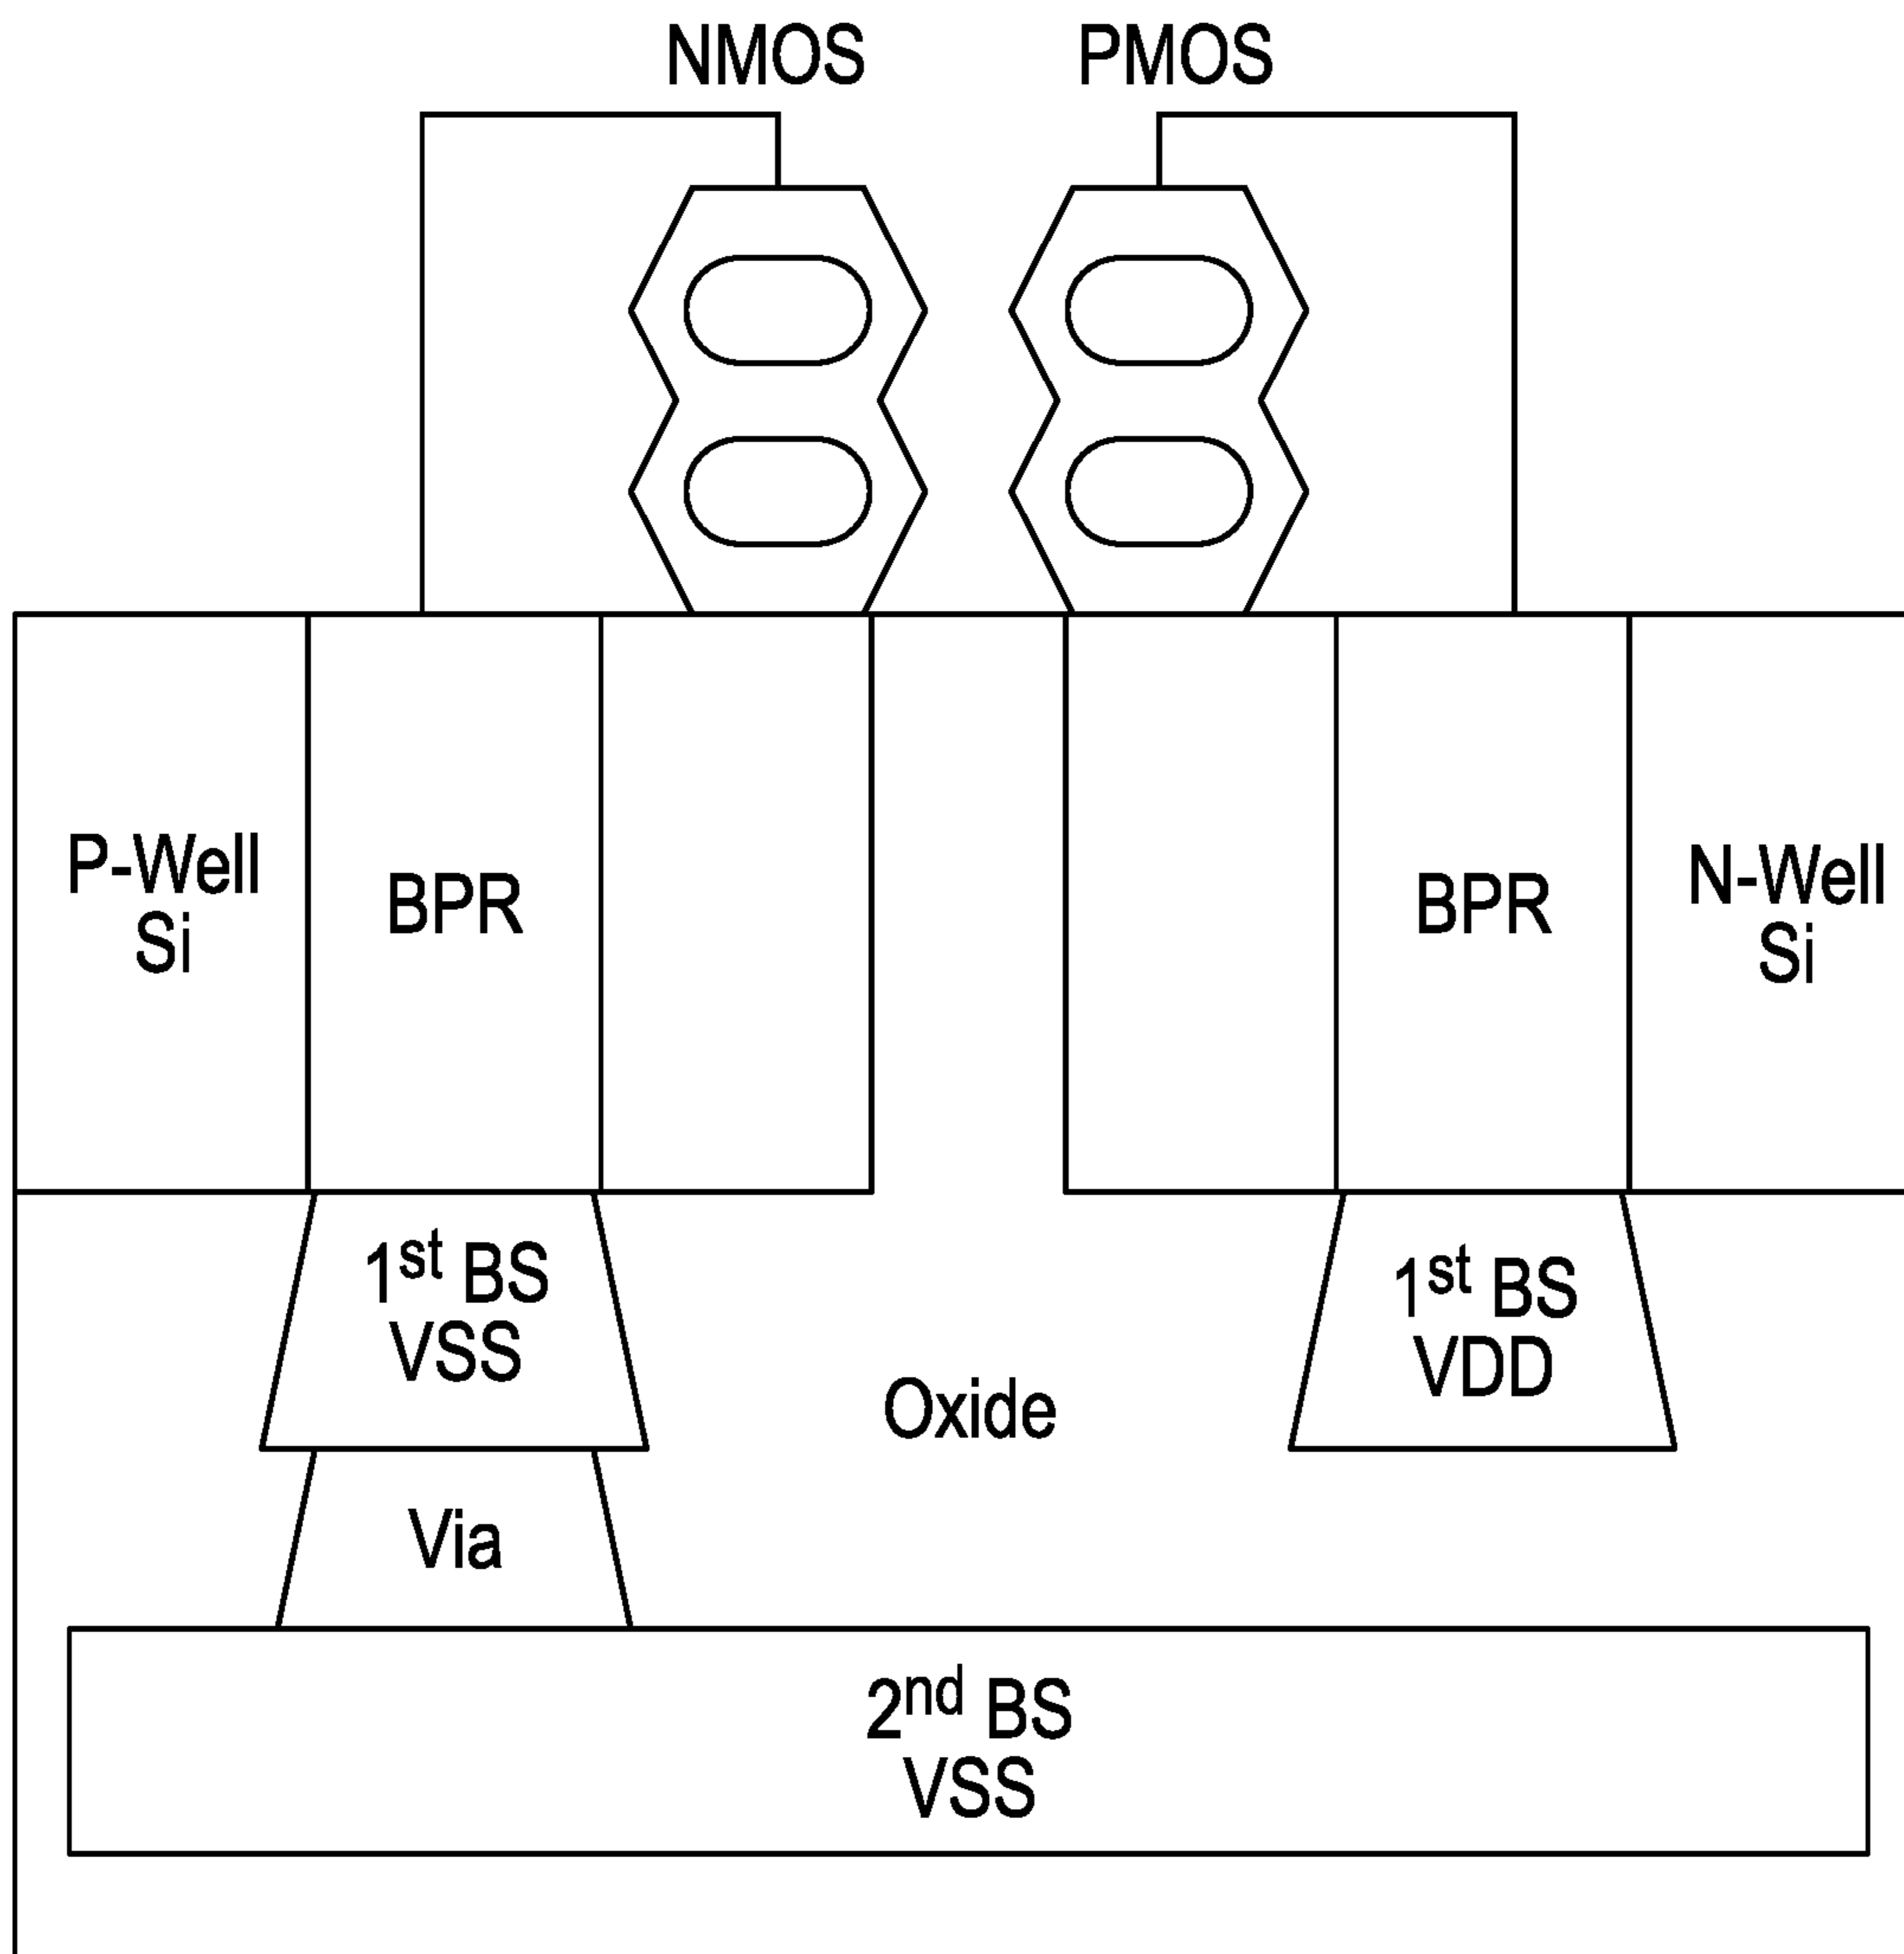 NMOS
PMOS
P-Well
Si
BPR
BPR
N-Well
Si
1st BS
VSS
1st BS
VDD
Oxide
Via
2nd BS
VSS